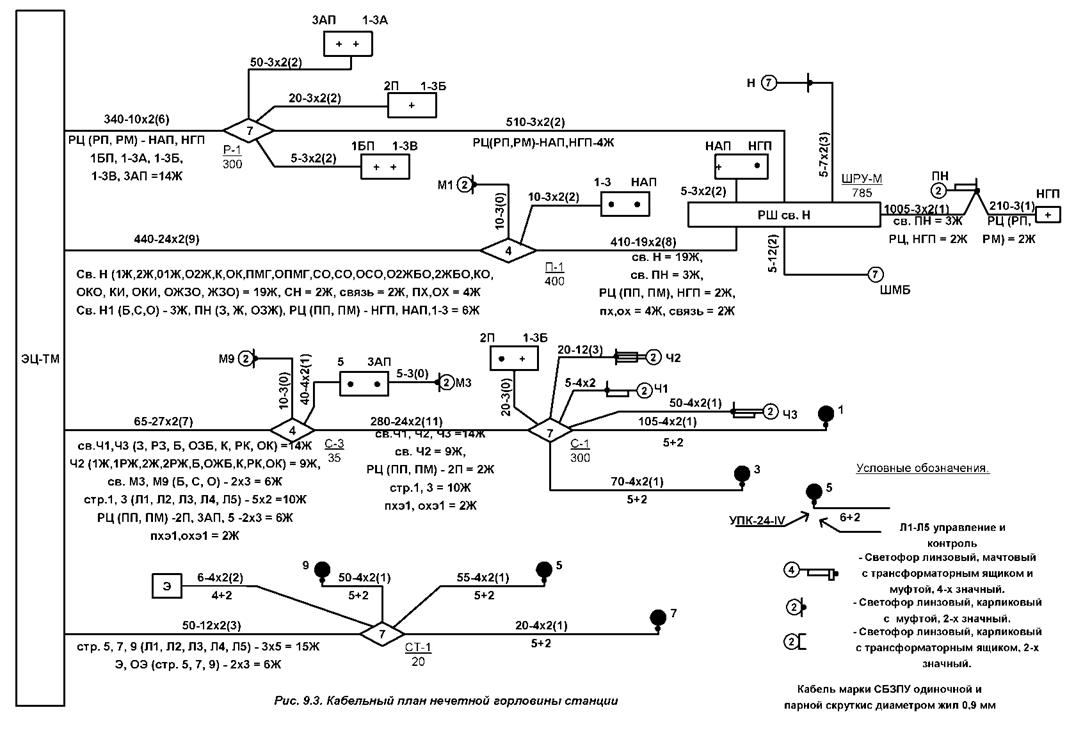 3АП 1-3А
+ +
50-3х2(2)
2П 1-3Б
20-3х2(2)
+
340-10х2(6)
7
510-3х2(2)
РЦ (РП, РМ) - НАП, НГП
1БП, 1-3А, 1-3Б,
1-3В, 3АП =14Ж
Р-1
300
5-3х2(2)
1БП 1-3В
+ +
РЦ(РП,РМ)-НАП,НГП-4Ж
Н 7
5-7х2(3)
НАП НГП
+
5-3х2(2)
ШРУ-М
785
РШ св. Н
ПН
2
1005-3х2(1)
св. ПН = 3Ж
РЦ, НГП = 2Ж
210-3(1)
РЦ (РП,
РМ) = 2Ж
НГП
+
5-12(2)
7
ШМБ
М1 2
10-3(0)
10-3х2(2)
1-3 НАП
440-24х2(9)
4
410-19х2(8)
П-1
400
св. Н = 19Ж,
св. ПН = 3Ж,
РЦ (ПП, ПМ), НГП = 2Ж,
пх,ох = 4Ж, связь = 2Ж
Св. Н (1Ж,2Ж,01Ж,О2Ж,К,ОК,ПМГ,ОПМГ,СО,СО,ОСО,О2ЖБО,2ЖБО,КО,
ОКО, КИ, ОКИ, ОЖЗО, ЖЗО) = 19Ж, СН = 2Ж, связь = 2Ж, ПХ,ОХ = 4Ж
Св. Н1 (Б,С,О) - 3Ж, ПН (З, Ж, ОЗЖ), РЦ (ПП, ПМ) - НГП, НАП,1-3 = 6Ж
ЭЦ-ТМ
М9 2
10-3(0)
40-4х2(1)
5 3АП
5-3(0)
2 М3
2П 1-3Б
+
20-3(0)
20-12(3)
2 Ч2
5-4х2
2 Ч1
50-4х2(1)
2 Ч3
105-4х2(1)
5+2
1
65-27х2(7)
4
280-24х2(11)
7
С-3
35
С-1
300
св.Ч1,Ч3 (З, РЗ, Б, ОЗБ, К, РК, ОК) =14Ж
Ч2 (1Ж,1РЖ,2Ж,2РЖ,Б,ОЖБ,К,РК,ОК) = 9Ж,
св. М3, М9 (Б, С, О) - 2х3 = 6Ж
стр.1, 3 (Л1, Л2, Л3, Л4, Л5) - 5х2 =10Ж
РЦ (ПП, ПМ) -2П, 3АП, 5 -2х3 = 6Ж
пхэ1,охэ1 = 2Ж
св.Ч1, Ч2, Ч3 =14Ж
св. Ч2 = 9Ж,
РЦ (ПП, ПМ) - 2П = 2Ж
стр.1, 3 = 10Ж
пхэ1, охэ1 = 2Ж
70-4х2(1)
5+2
3
Условные обозначения.
5
УПК-24-IV
6+2
Л1-Л5 управление и
контроль
4
- Светофор линзовый, мачтовый
с трансформаторным ящиком и
муфтой, 4-х значный.
2
- Светофор линзовый, карликовый
с муфтой, 2-х значный.
2
- Светофор линзовый, карликовый
с трансформаторным ящиком, 2-х
значный.
Э
6-4х2(2)
4+2
9
50-4х2(1)
5+2
55-4х2(1)
5+2
5
50-12х2(3)
7
20-4х2(1)
5+2
7
СТ-1
20
стр. 5, 7, 9 (Л1, Л2, Л3, Л4, Л5) - 3х5 = 15Ж
Э, ОЭ (стр. 5, 7, 9) - 2х3 = 6Ж
Кабель марки СБЗПУ одиночной и
парной скруткис диаметром жил 0,9 мм
Рис. 9.3. Кабельный план нечетной горловины станции